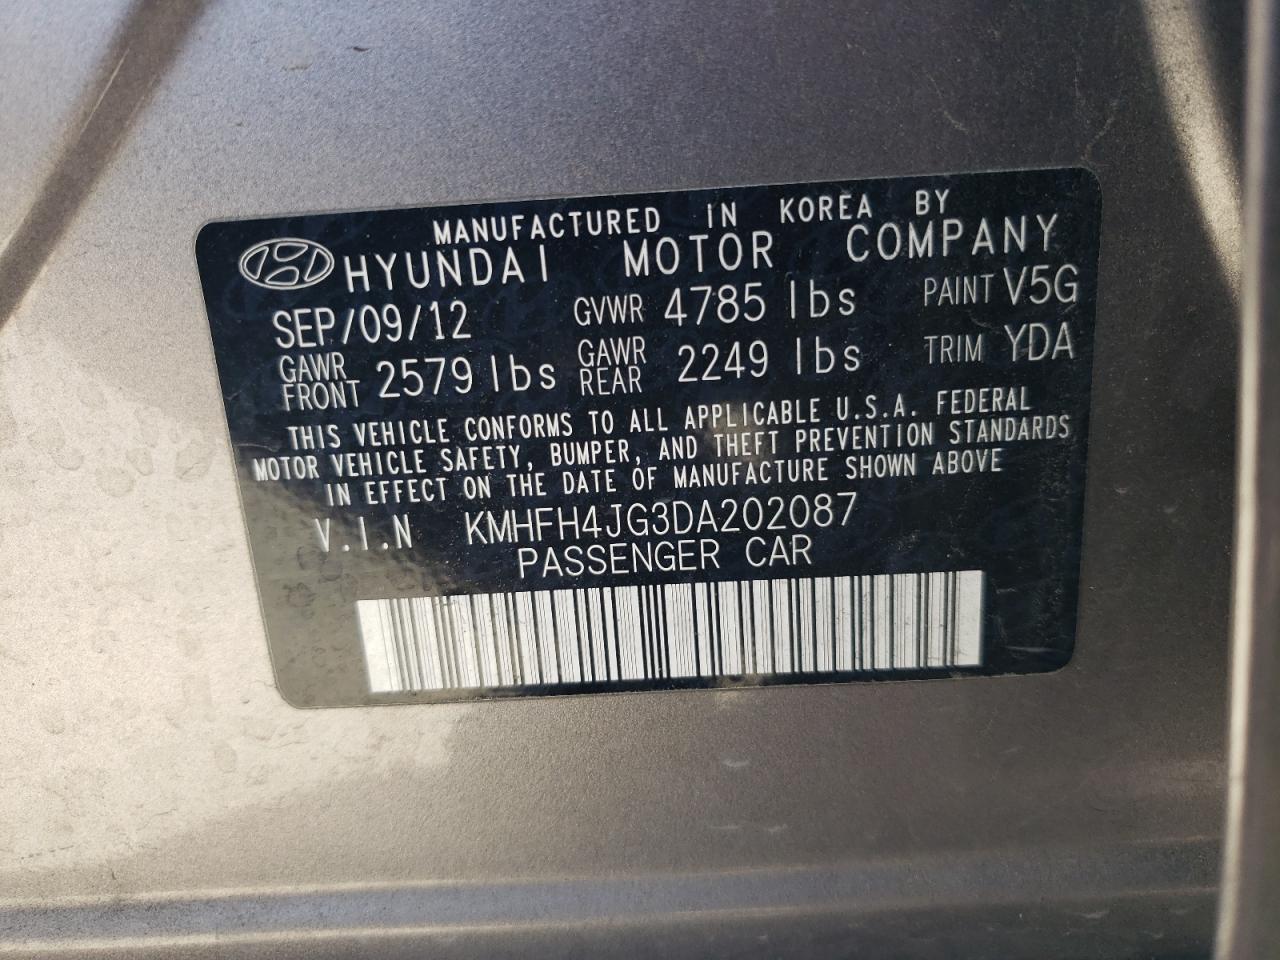 MANUFACTURED IN KOREA BY
HYUNDAI MOTOR COMPANY
SEP/09/12 GVWR 4785 lbs PAINT V5G
GAWR FRONT 2579 lbs GAWR REAR 2249 lbs TRIM YDA
THIS VEHICLE CONFORMS TO ALL APPLICABLE U.S.A. FEDERAL
MOTOR VEHICLE SAFETY, BUMPER, AND THEFT PREVENTION STANDARDS
IN EFFECT ON THE DATE OF MANUFACTURE SHOWN ABOVE
V.I.N KMHFH4JG3DA202087
PASSENGER CAR